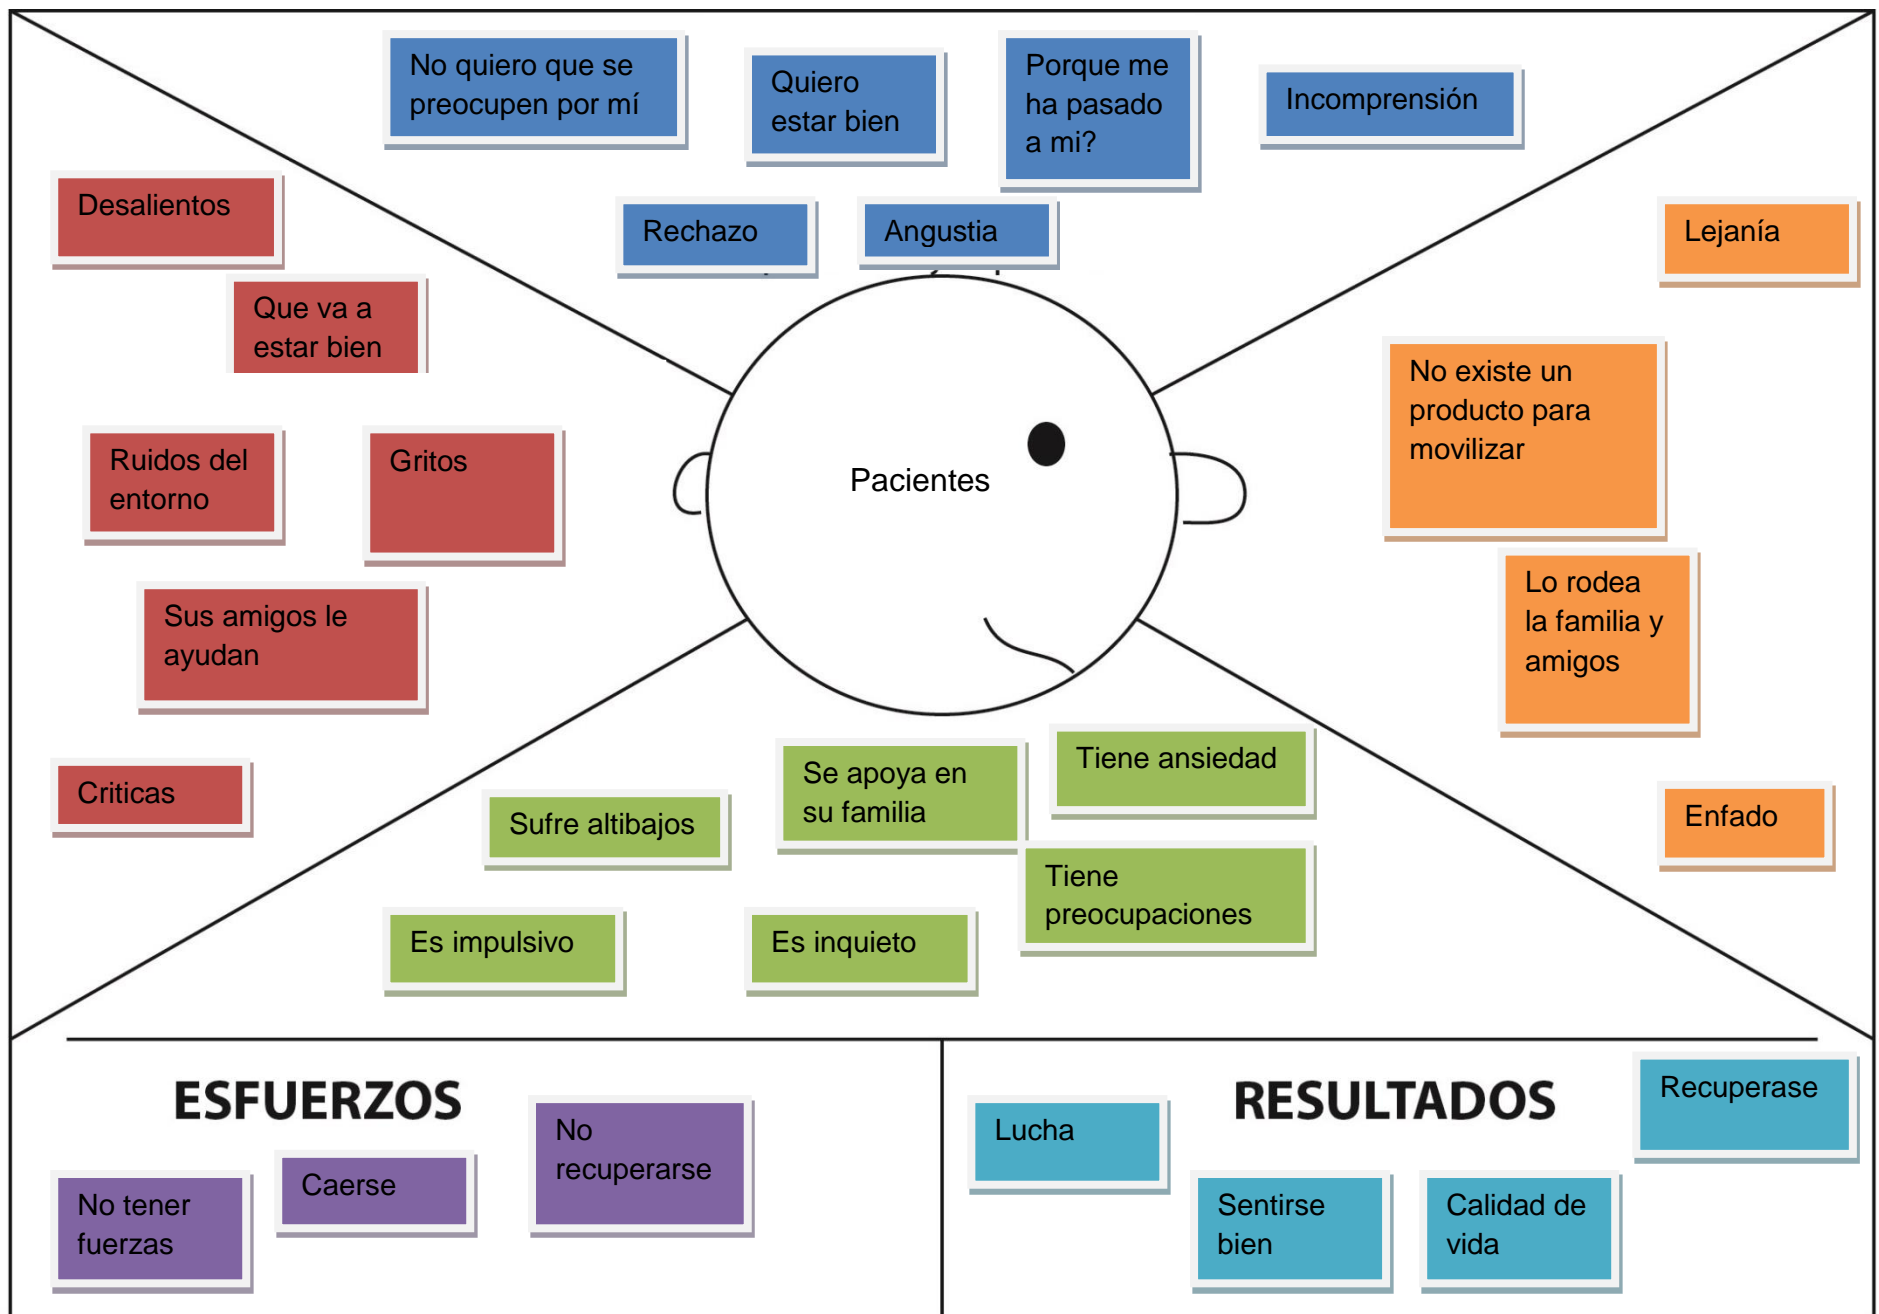 No quiero que se
preocupen por mí
Quiero
estar bien
Porque me
ha pasado
a mi?
Incomprensión
Rechazo
Angustia
Desalientos
Que va a
estar bien
Ruidos del
entorno
Gritos
Sus amigos le
ayudan
Criticas
Pacientes
Lejanía
No existe un
producto para
movilizar
Lo rodea
la familia y
amigos
Enfado
Se apoya en
su familia
Tiene ansiedad
Sufre altibajos
Tiene
preocupaciones
Es impulsivo
Es inquieto
ESFUERZOS
No tener
fuerzas
Caerse
No
recuperarse
RESULTADOS
Lucha
Sentirse
bien
Calidad de
vida
Recuperase